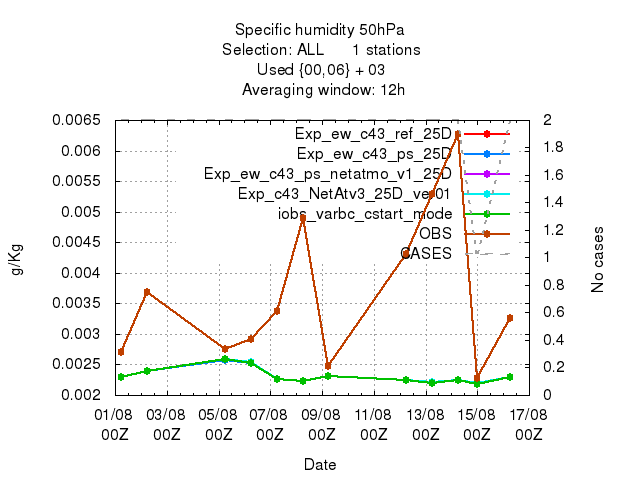 Specific humidity 50hPa
Selection: ALL 1 stations
Used {00,06} + 03
Averaging window: 12h
0.0065
0.006
0.0055
0.005
0.0045
0.004
0.0035
0.003
0.0025
0.002
g/Kg
Exp_ew_c43_ref_25D
Exp_ew_c43_ps_25D
Exp_ew_c43_ps_netatmo_v1_25D
Exp_c43_NetAtv3_25D_ver01
iobs_varbc_cstart_mode
OBS
CASES
2
1.8
1.6
1.4
1.2
1
0.8
0.6
0.4
0.2
0
No cases
01/08 03/08 05/08 07/08 09/08 11/08 13/08 15/08 17/08
00Z 00Z 00Z 00Z 00Z 00Z 00Z 00Z 00Z
Date